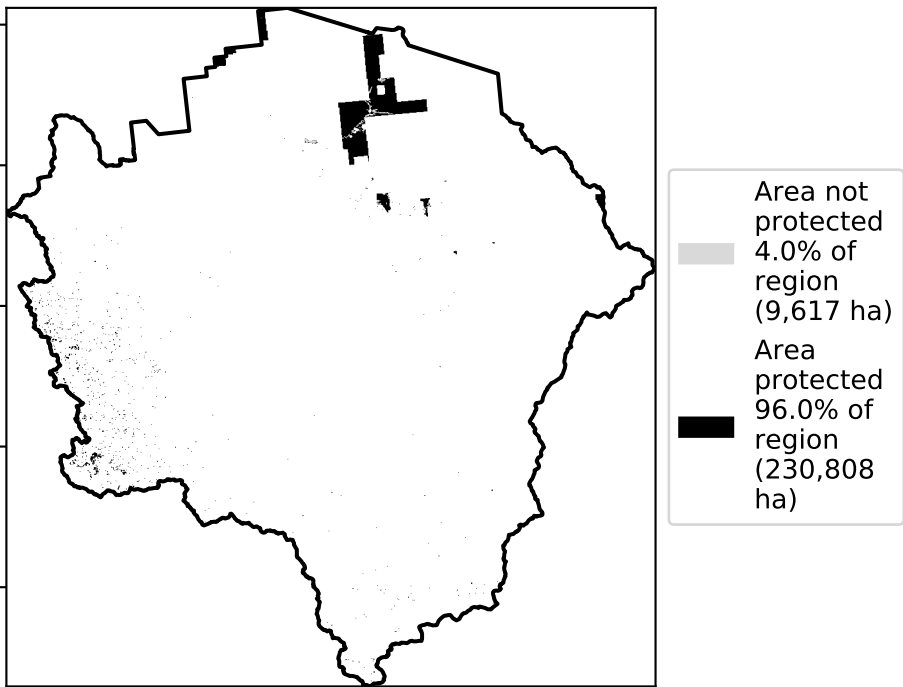 Area not
protected
4.0% of
region
(9,617 ha)
Area
protected
96.0% of
region
(230,808
ha)